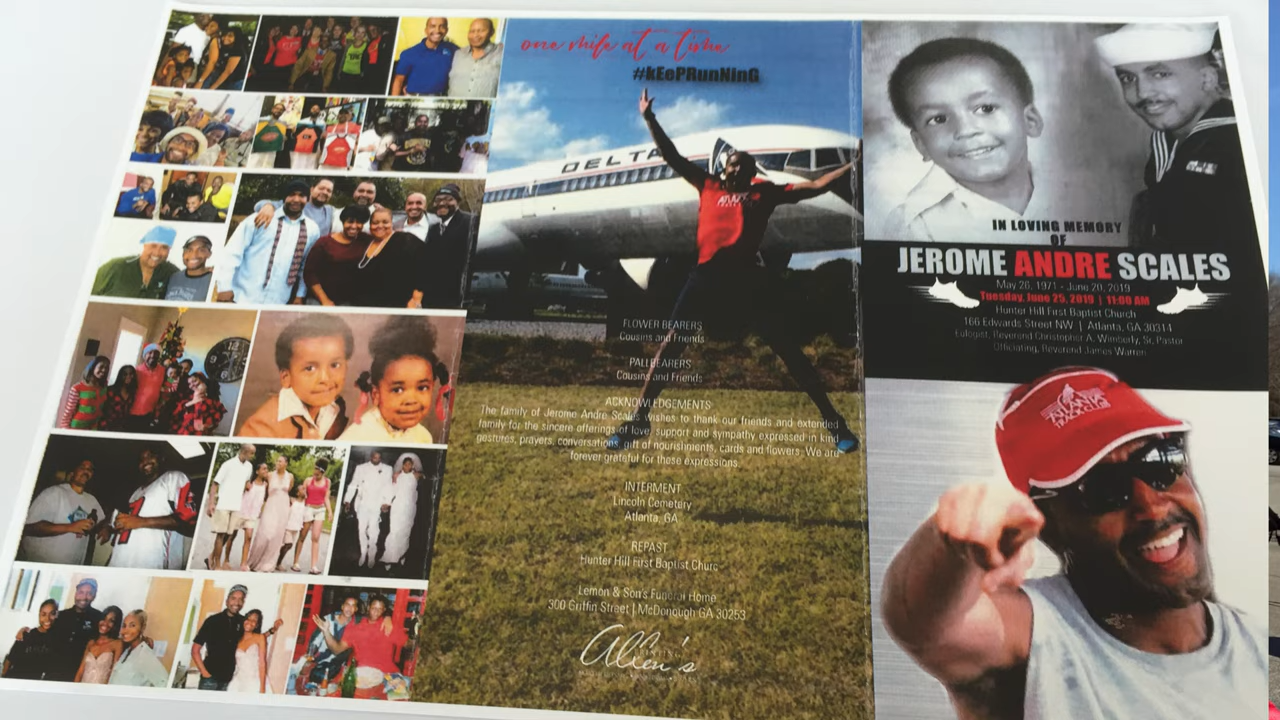 one mile at a time
#kEePRunNinG
DELTA
FLOWER BEARERS
Cousins and Friends
PALLBEARERS
Cousins and Friends
ACKNOWLEDGEMENTS
The family of Jerome Andre Scales wishes to thank our friends and extended
family for the sincere offerings of love, support and sympathy expressed in kind
gestures, prayers, conversations, gift of nourishments, cards and flowers. We are
forever grateful for these expressions.
INTERMENT
Lincoln Cemetery
Atlanta, GA
REPAST
Hunter Hill First Baptist Churc
Lemon & Son's Funeral Home
300 Griffin Street | McDonough GA 30253
Allen's
PRINTING
IN LOVING MEMORY
OF
JEROME ANDRE SCALES
May 26, 1971 - June 20, 2019
Tuesday, June 25, 2019 | 11:00 AM
Hunter Hill First Baptist Church
166 Edwards Street NW | Atlanta, GA 30314
Eulogist, Reverend Christopher A. Wimberly, Sr, Pastor
Officiating, Reverend James Warren
ATLANTA
TRACK CLUB